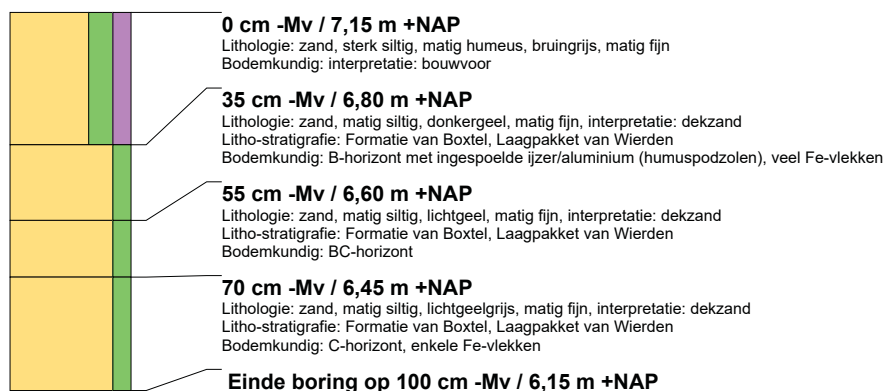 0 cm -Mv / 7,15 m +NAP
Lithologie: zand, sterk siltig, matig humeus, bruingrijs, matig fijn
Bodemkundig: interpretatie: bouwvoor
35 cm -Mv / 6,80 m +NAP
Lithologie: zand, matig siltig, donkergeel, matig fijn, interpretatie: dekzand
Litho-stratigrafie: Formatie van Boxtel, Laagpakket van Wierden
Bodemkundig: B-horizont met ingespoelde ijzer/aluminium (humuspodzolen), veel Fe-vlekken
55 cm -Mv / 6,60 m +NAP
Lithologie: zand, matig siltig, lichtgeel, matig fijn, interpretatie: dekzand
Litho-stratigrafie: Formatie van Boxtel, Laagpakket van Wierden
Bodemkundig: BC-horizont
70 cm -Mv / 6,45 m +NAP
Lithologie: zand, matig siltig, lichtgeelgrijs, matig fijn, interpretatie: dekzand
Litho-stratigrafie: Formatie van Boxtel, Laagpakket van Wierden
Bodemkundig: C-horizont, enkele Fe-vlekken
Einde boring op 100 cm -Mv / 6,15 m +NAP